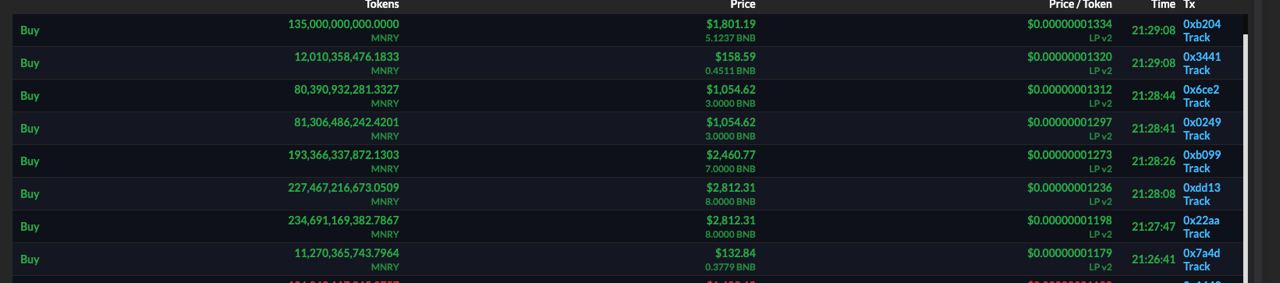 Tokens Price Price / Token Time Tx
Buy 135,000,000,000.0000 $1,801.19 $0.00000001334 21:29:08 0xb204
MNRY 5.1237 BNB LP v2 Track
Buy 12,010,358,476.1833 $158.59 $0.00000001320 21:29:08 0x3441
MNRY 0.4511 BNB LP v2 Track
Buy 80,390,932,281.3327 $1,054.62 $0.00000001312 21:28:44 0x6ce2
MNRY 3.0000 BNB LP v2 Track
Buy 81,306,486,242.4201 $1,054.62 $0.00000001297 21:28:41 0x0249
MNRY 3.0000 BNB LP v2 Track
Buy 193,366,337,872.1303 $2,460.77 $0.00000001273 21:28:26 0xb099
MNRY 7.0000 BNB LP v2 Track
Buy 227,467,216,673.0509 $2,812.31 $0.00000001236 21:28:08 0xdd13
MNRY 8.0000 BNB LP v2 Track
Buy 234,691,169,382.7867 $2,812.31 $0.00000001198 21:27:47 0x22aa
MNRY 8.0000 BNB LP v2 Track
Buy 11,270,365,743.7964 $132.84 $0.00000001179 21:26:41 0x7a4d
MNRY 0.3779 BNB LP v2 Track